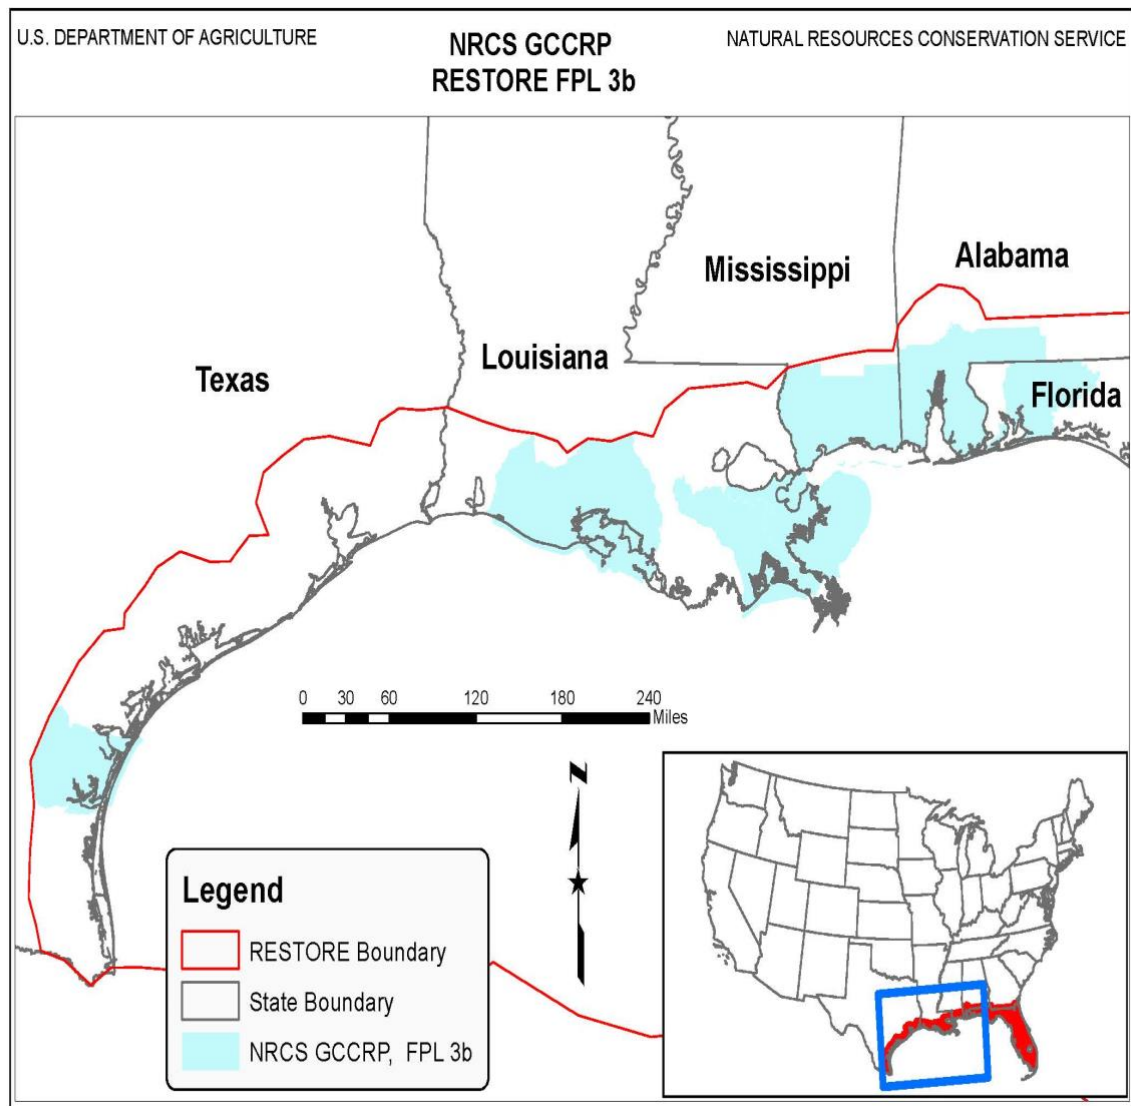 U.S. DEPARTMENT OF AGRICULTURE
NRCS GCCRP
RESTORE FPL 3b
NATURAL RESOURCES CONSERVATION SERVICE
Mississippi
Alabama
Texas
Louisiana
Florida
0 30 60 120 180 240
Miles
N
Legend
RESTORE Boundary
State Boundary
NRCS GCCRP, FPL 3b